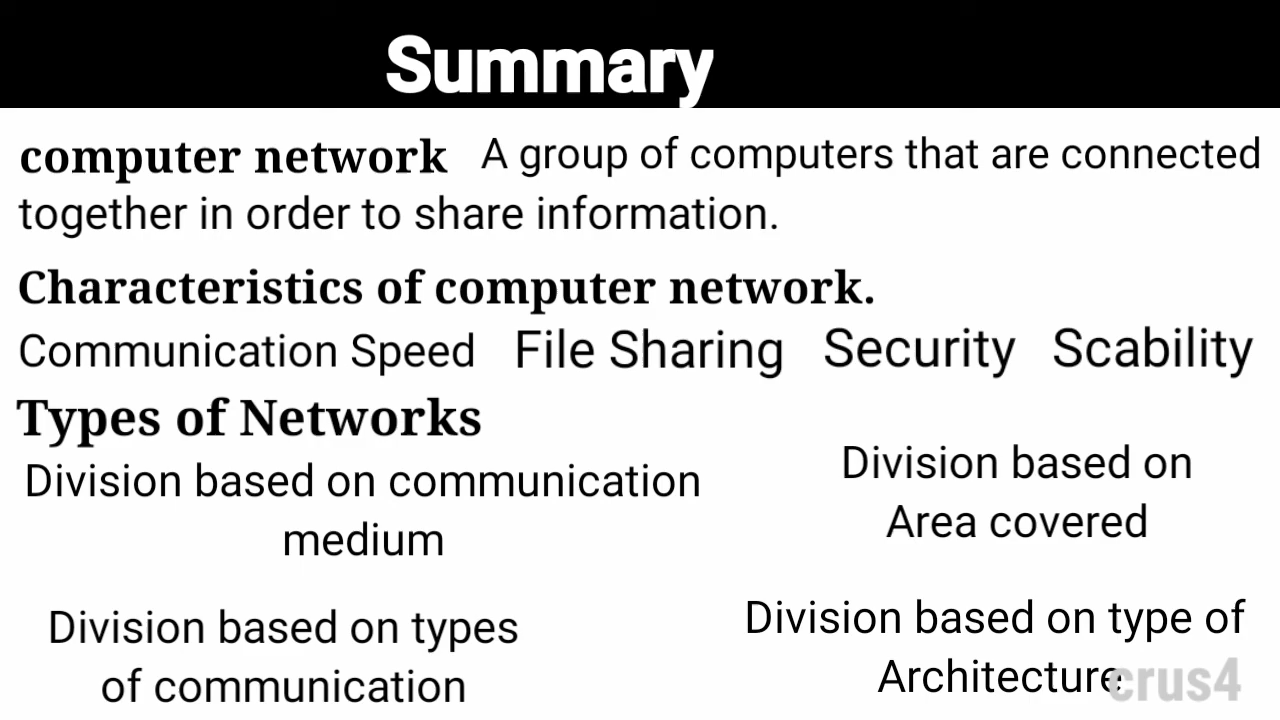 Summary
computer network A group of computers that are connected
together in order to share information.
Characteristics of computer network.
Communication Speed File Sharing Security Scability
Types of Networks
Division based on communication
medium
Division based on
Area covered
Division based on types
of communication
Division based on type of
Architecture
crus4